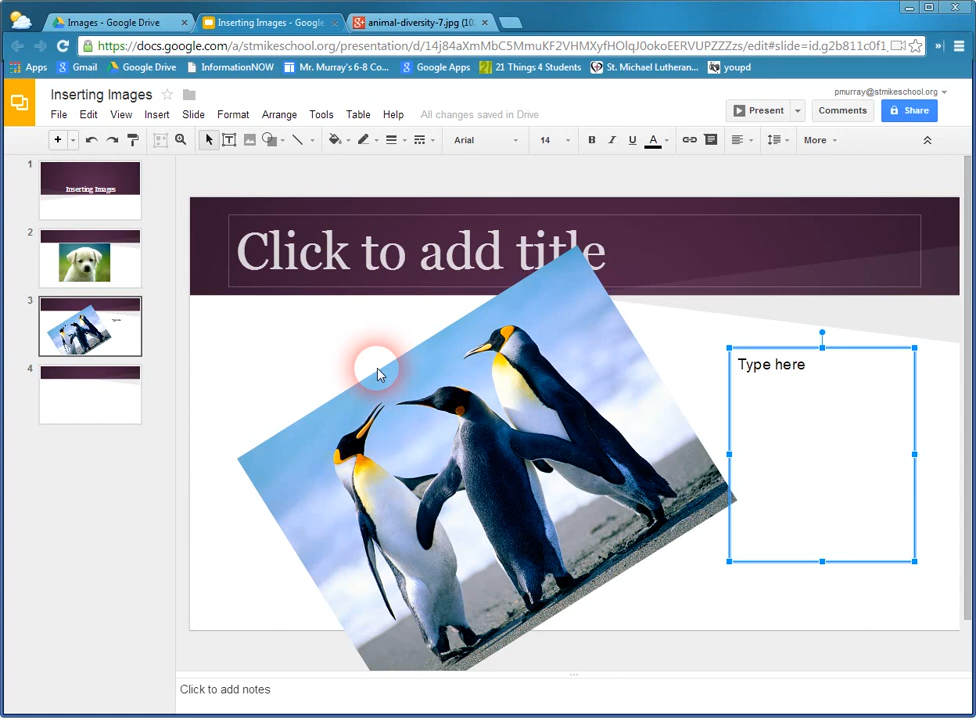 Images - Google Drive
Inserting Images - Google
animal-diversity-7.jpg (10
https://docs.google.com/a/stmikeschool.org/presentation/d/14j84aXmMbC5MmuKF2VHMXyfHOlqJ0okoEERVUPZZZzs/edit#slide=id.g2b811c0f1_
Apps
Gmail
Google Drive
InformationNOW
Mr. Murray's 6-8 Co...
Google Apps
21 Things 4 Students
St. Michael Lutheran...
youpd
Inserting Images
pmurray@stmikeschool.org
File Edit View Insert Slide Format Arrange Tools Table Help All changes saved in Drive
Present
Comments
Share
Arial 14 B I U A More
1
Inserting Images
2
3
4
Click to add title
Type here
Click to add notes